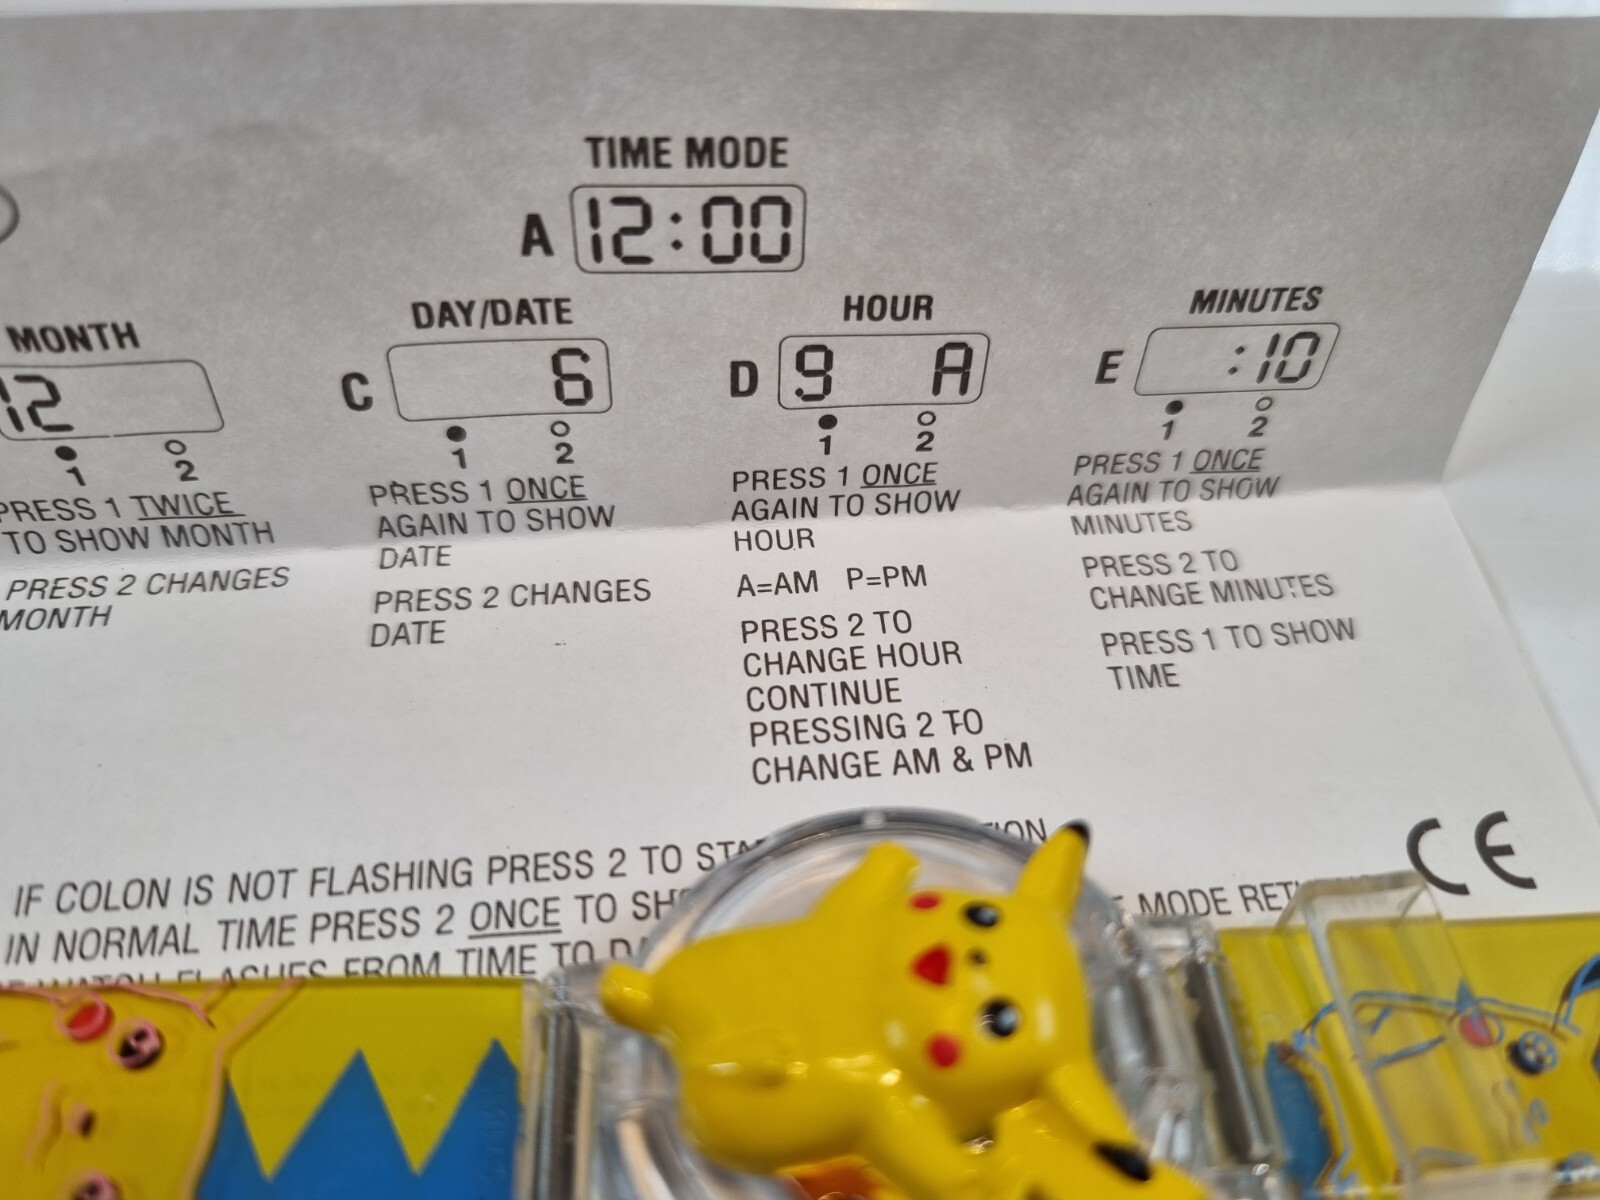 TIME MODE
A 12:00
MONTH
12
1 2
PRESS 1 TWICE
TO SHOW MONTH
PRESS 2 CHANGES
MONTH
DAY/DATE
C 6
1 2
PRESS 1 ONCE
AGAIN TO SHOW
DATE
PRESS 2 CHANGES
DATE
HOUR
D 9 A
1 2
PRESS 1 ONCE
AGAIN TO SHOW
HOUR
A=AM P=PM
PRESS 2 TO
CHANGE HOUR
CONTINUE
PRESSING 2 TO
CHANGE AM & PM
MINUTES
E :10
1 2
PRESS 1 ONCE
AGAIN TO SHOW
MINUTES
PRESS 2 TO
CHANGE MINUTES
PRESS 1 TO SHOW
TIME
IF COLON IS NOT FLASHING PRESS 2 TO
IN NORMAL TIME PRESS 2 ONCE TO MODE
WATCH FLASHES FROM TIME TO
CE